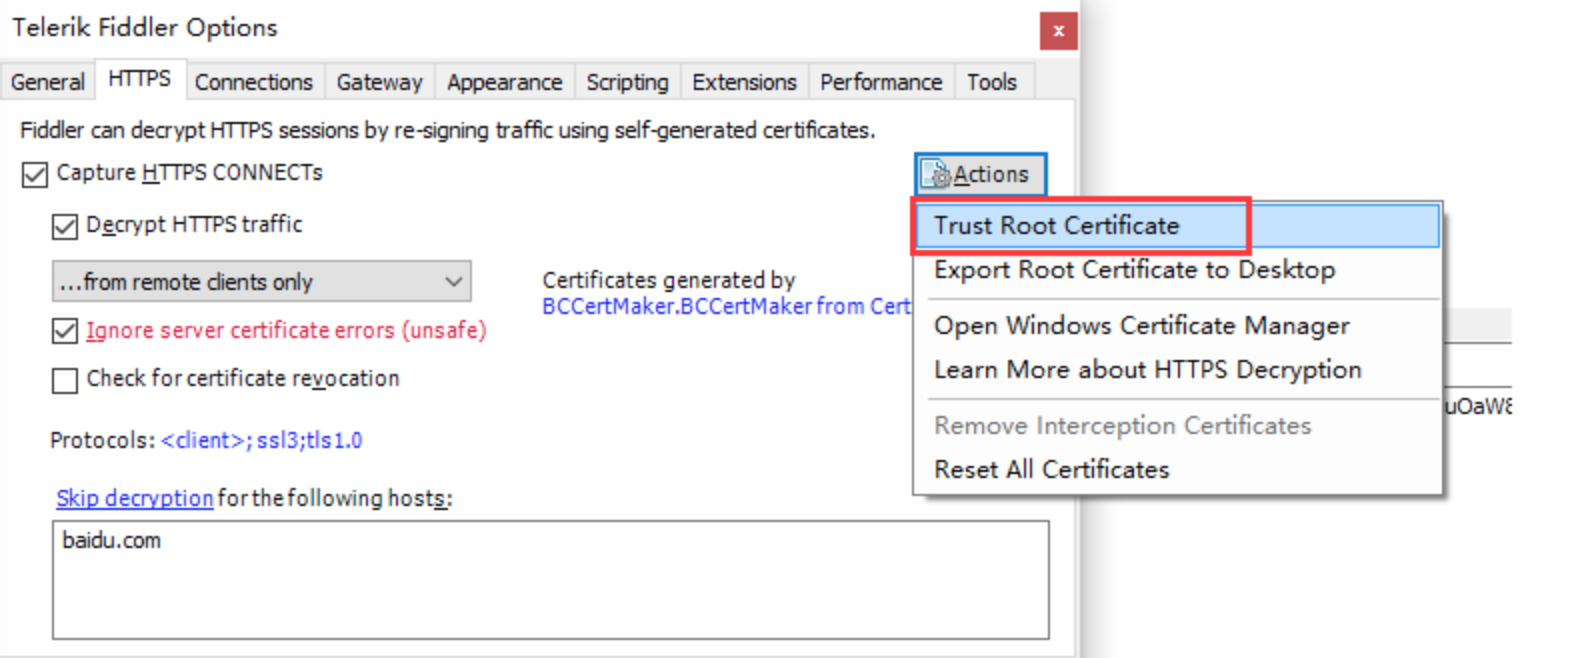 Telerik Fiddler Options
x
General HTTPS Connections Gateway Appearance Scripting Extensions Performance Tools
Fiddler can decrypt HTTPS sessions by re-signing traffic using self-generated certificates.
Capture HTTPS CONNECTs
Actions
Decrypt HTTPS traffic
Trust Root Certificate
Export Root Certificate to Desktop
Open Windows Certificate Manager
Learn More about HTTPS Decryption
Remove Interception Certificates
Reset All Certificates
...from remote clients only
Certificates generated by
BCCertMaker.BCCertMaker from Cert
Ignore server certificate errors (unsafe)
Check for certificate revocation
Protocols: <client>;ssl3;tls1.0
Skip decryption for the following hosts:
baidu.com